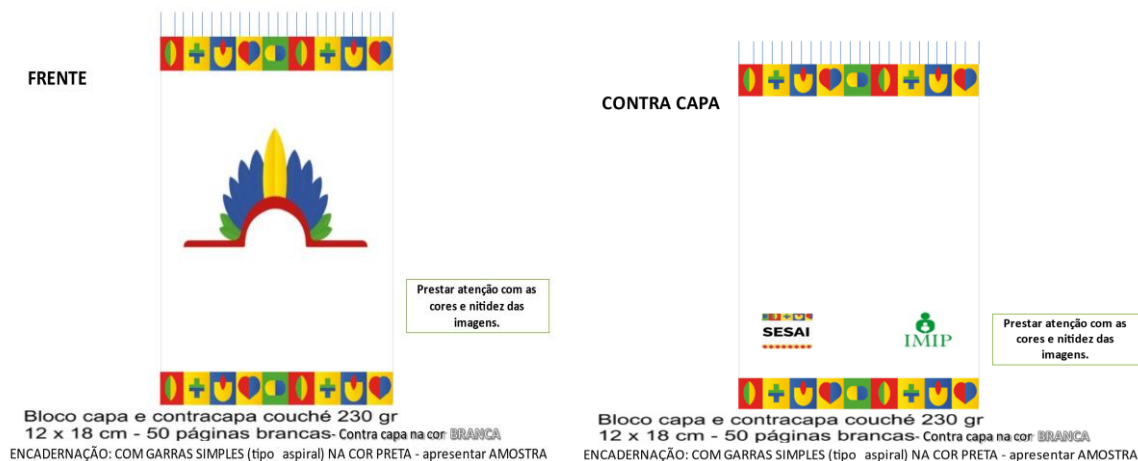 FRENTE
Prestar atenção com as
cores e nitidez das
imagens.
Bloco capa e contracapa couché 230 gr
12 x 18 cm - 50 páginas brancas- Contra capa na cor BRANCA
ENCADERNAÇÃO: COM GARRAS SIMPLES (tipo aspiral) NA COR PRETA - apresentar AMOSTRA
CONTRA CAPA
SESAI
IMIP
Prestar atenção com as
cores e nitidez das
imagens.
Bloco capa e contracapa couché 230 gr
12 x 18 cm - 50 páginas brancas- Contra capa na cor BRANCA
ENCADERNAÇÃO: COM GARRAS SIMPLES (tipo aspiral) NA COR PRETA - apresentar AMOSTRA